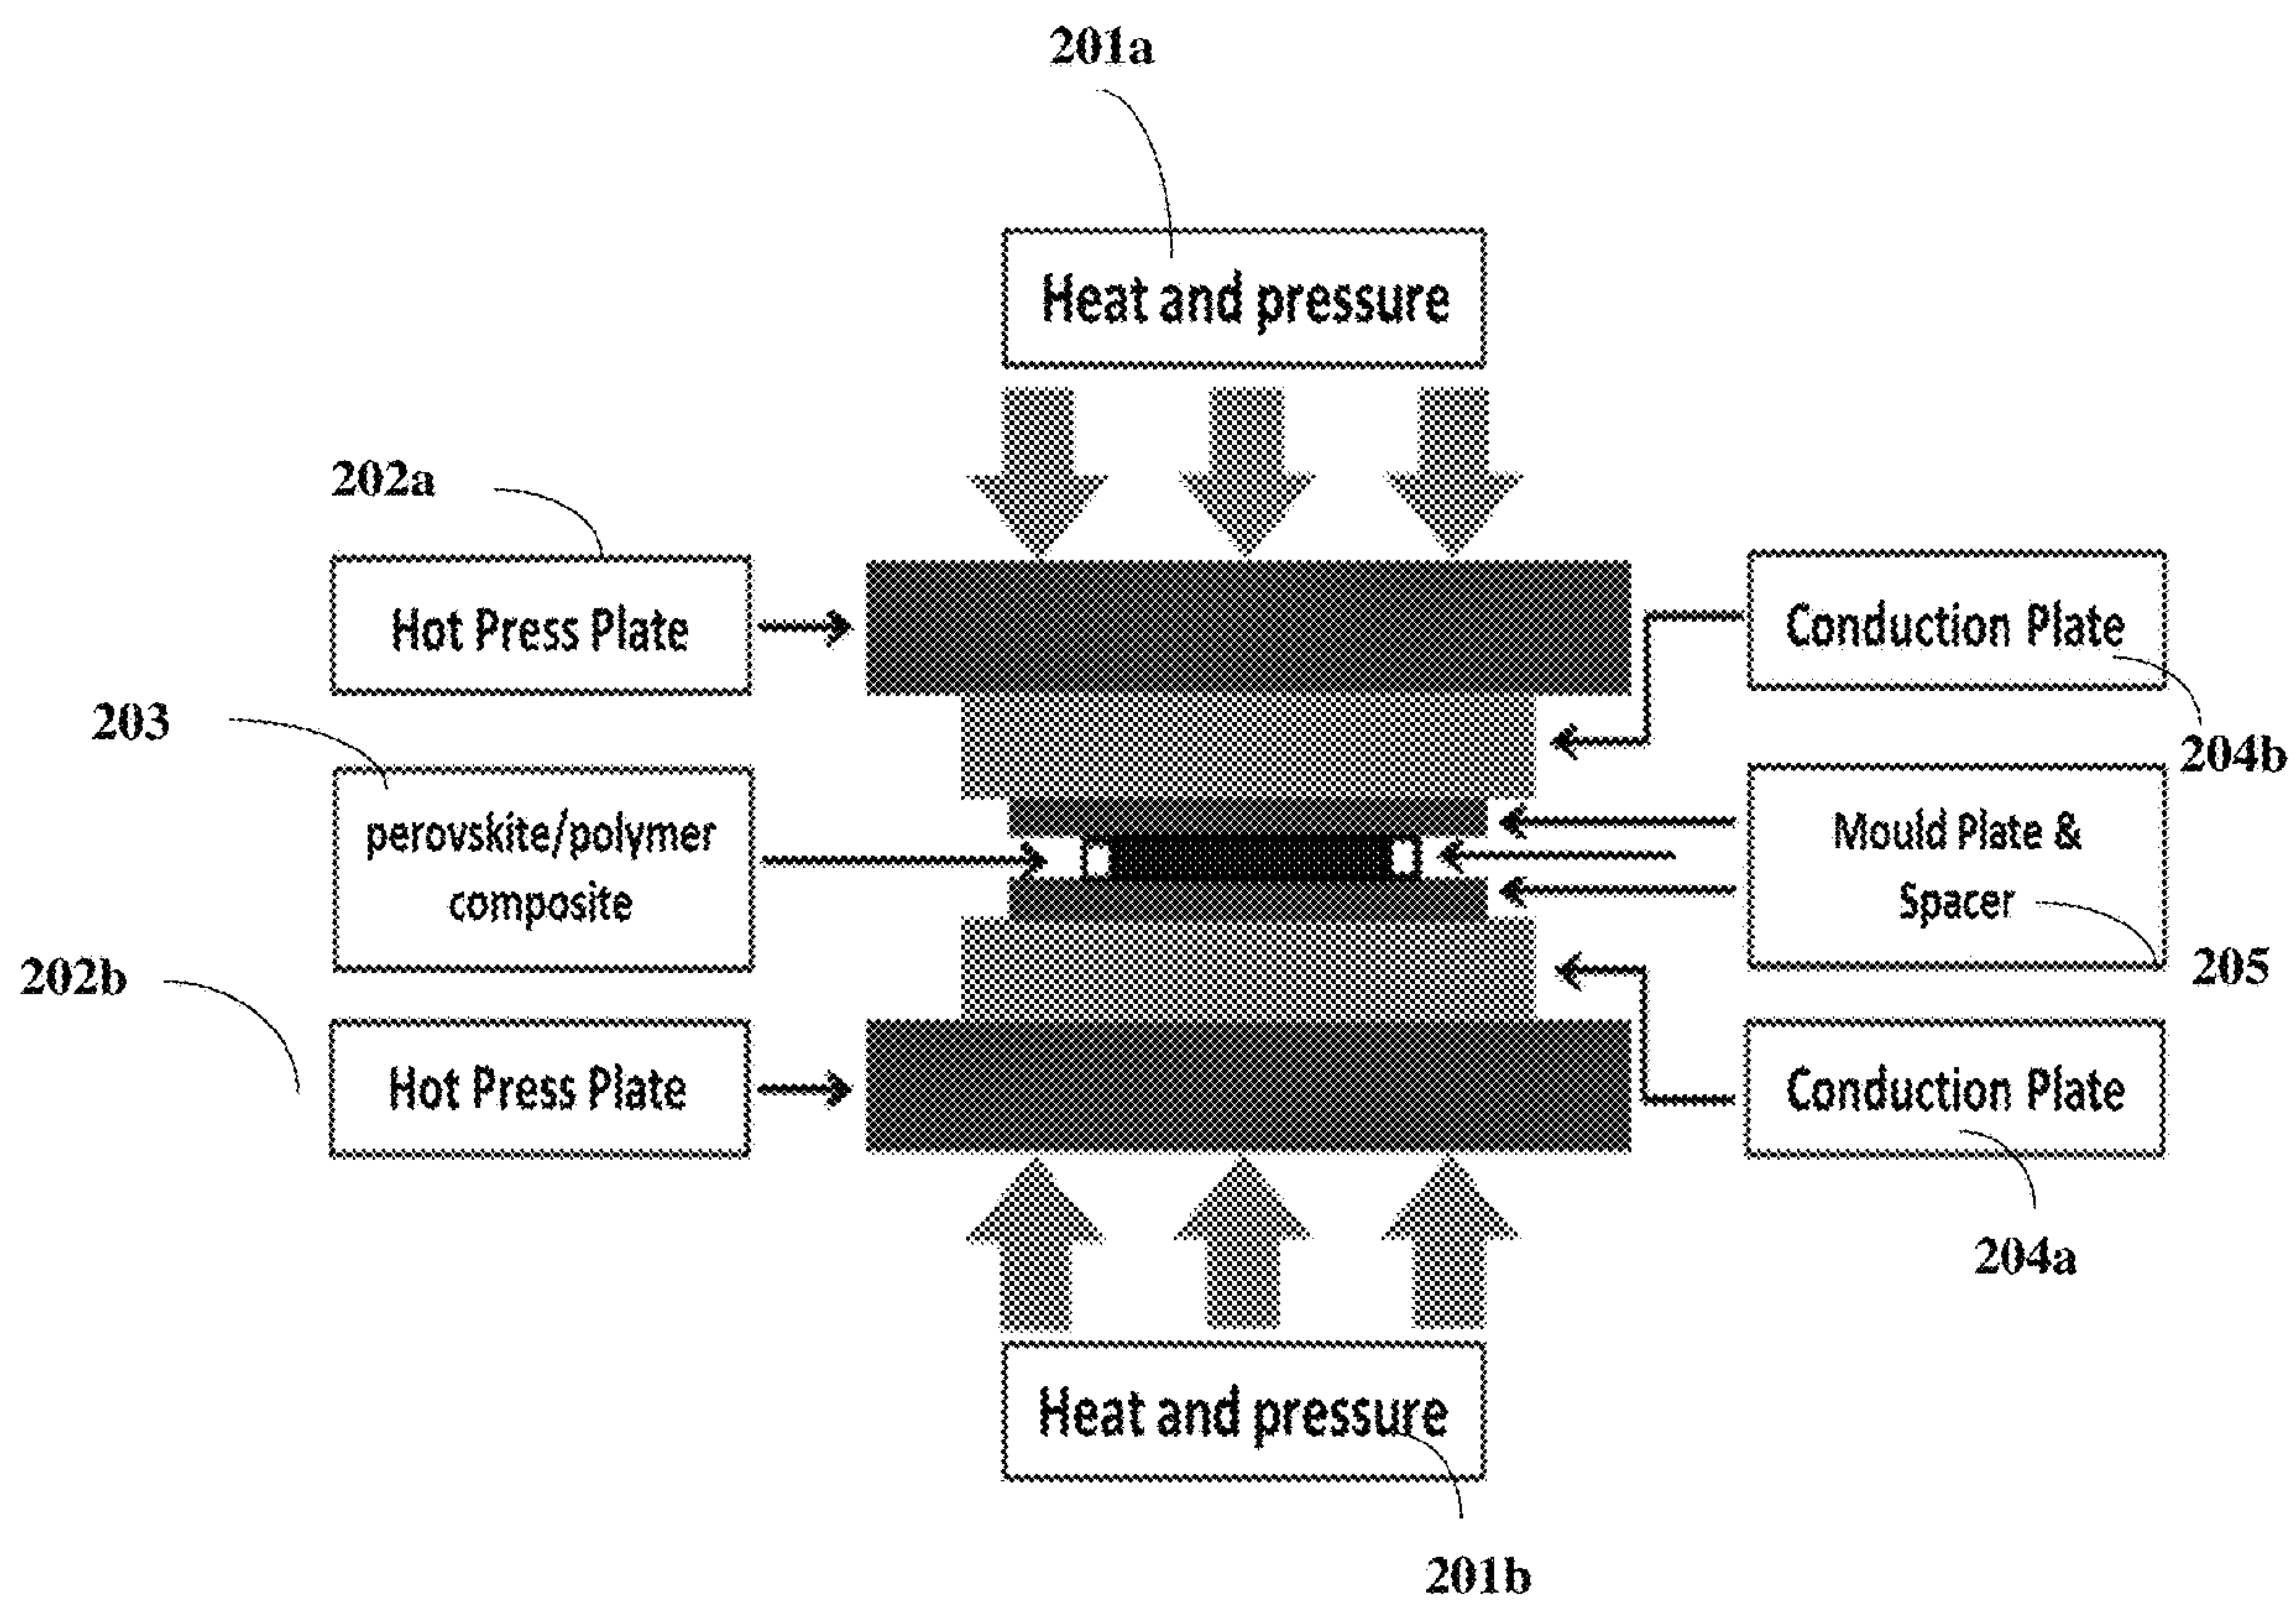 201a
Heat and pressure
202a
Hot Press Plate
Conduction Plate
203
204b
perovskite/polymer
composite
Mould Plate &
Spacer
202b
205
Hot Press Plate
Conduction Plate
204a
Heat and pressure
201b